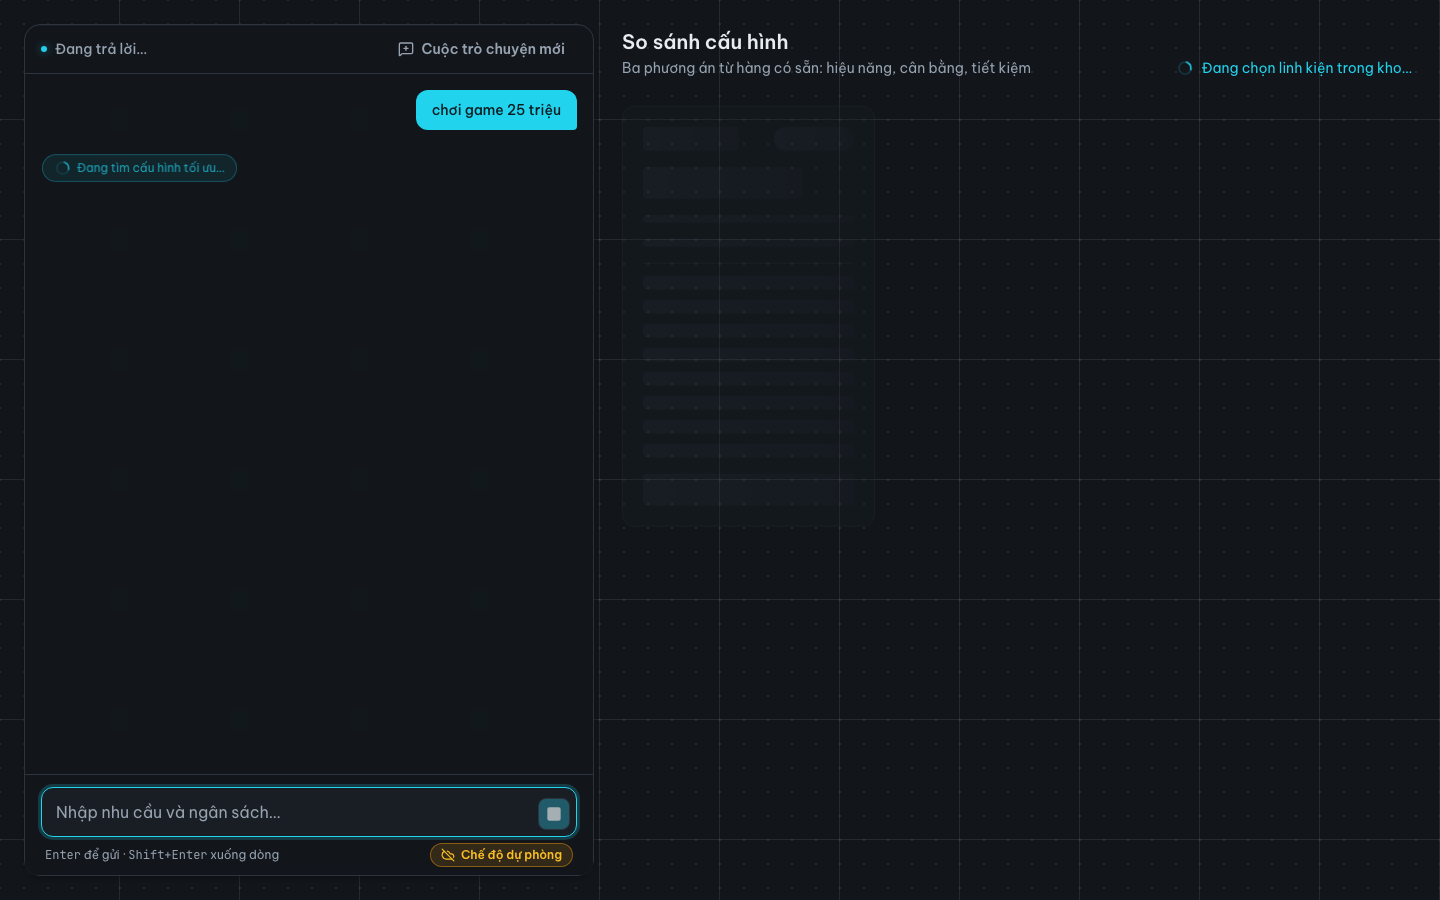 Đang trả lời...
Cuộc trò chuyện mới
chơi game 25 triệu
Đang tìm cấu hình tối ưu...
Nhập nhu cầu và ngân sách...
Enter để gửi · Shift+Enter xuống dòng
Chế độ dự phòng
So sánh cấu hình
Ba phương án từ hàng có sẵn: hiệu năng, cân bằng, tiết kiệm
Đang chọn linh kiện trong kho...